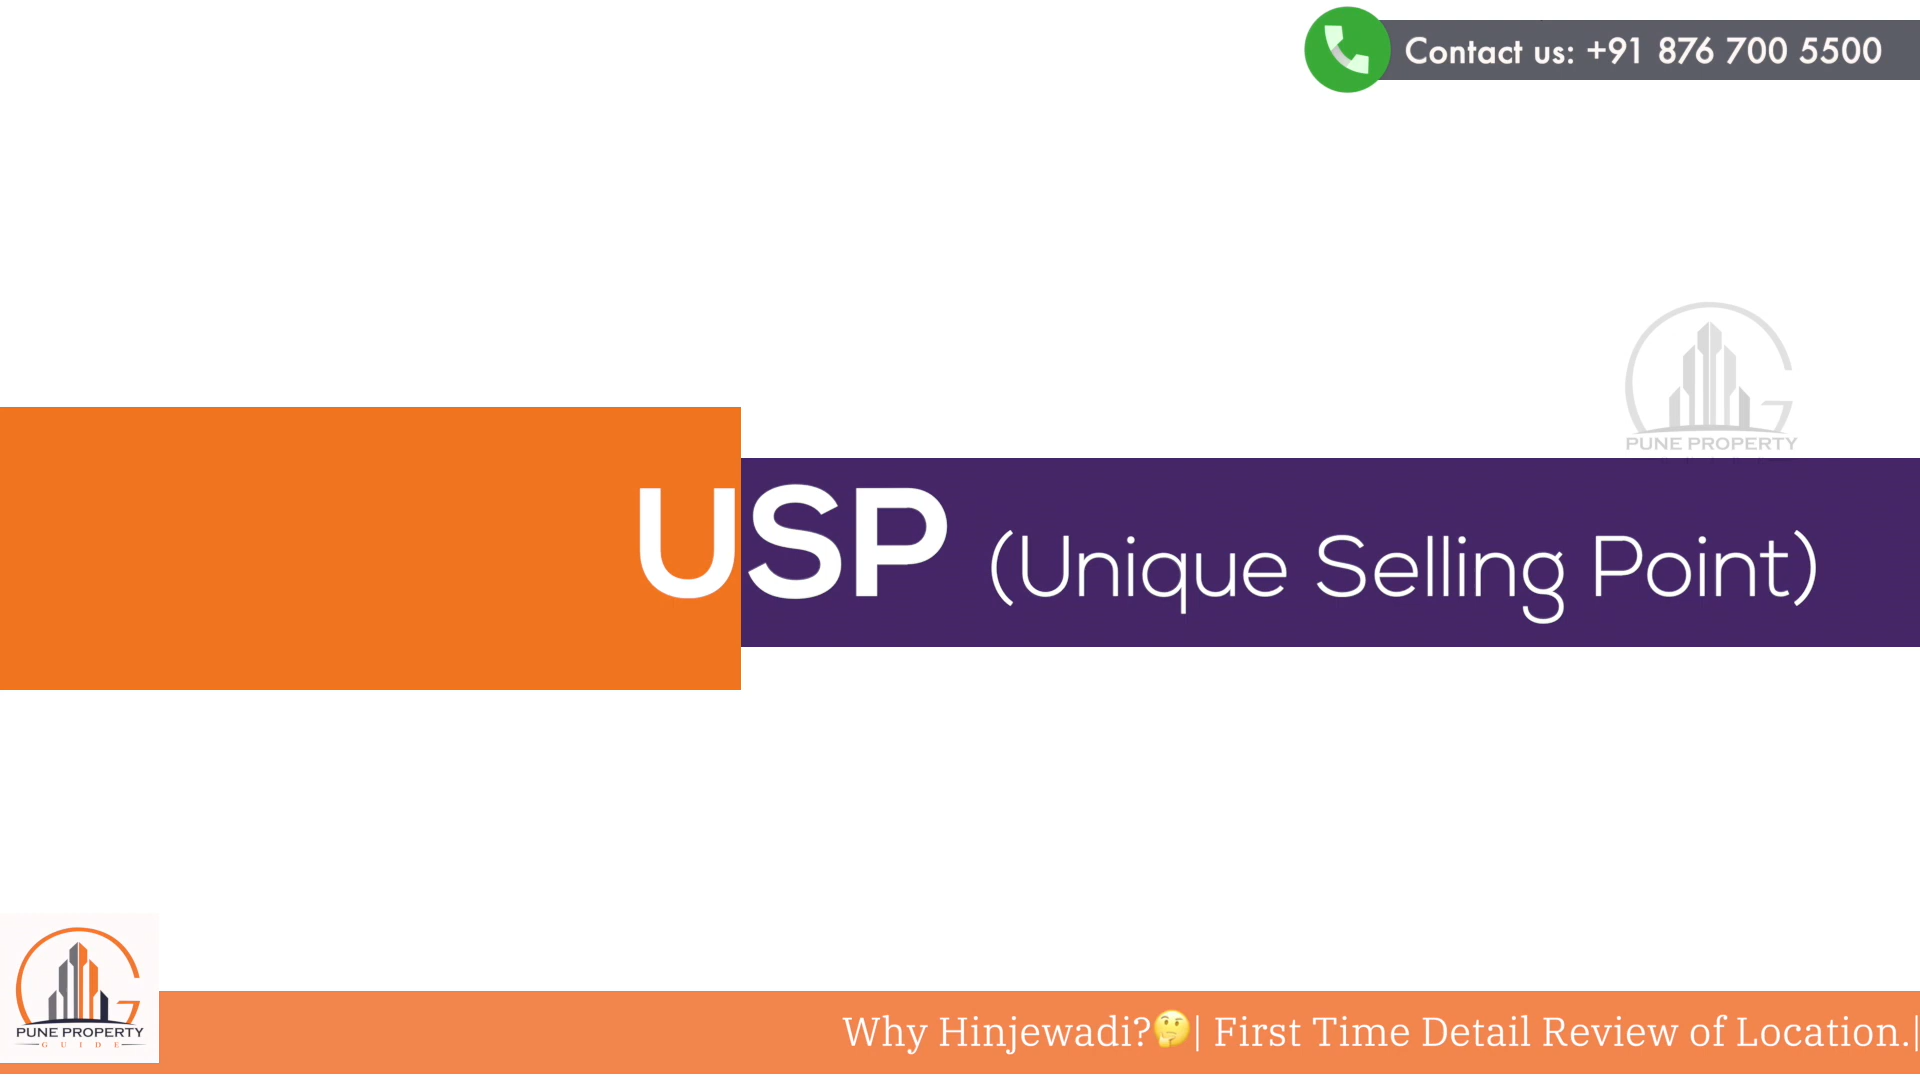 Contact us: +91 876 700 5500
PUNE PROPERTY
USP (Unique Selling Point)
PUNE PROPERTY
GUIDE
Why Hinjewadi?🤔| First Time Detail Review of Location.|